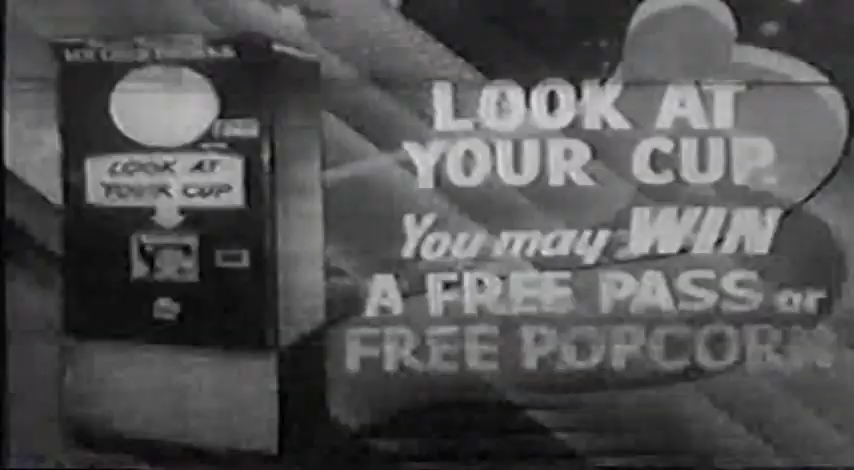 LOOK AT
YOUR CUP
LOOK AT
YOUR CUP.
You may WIN
A FREE PASS or
FREE POPCORN